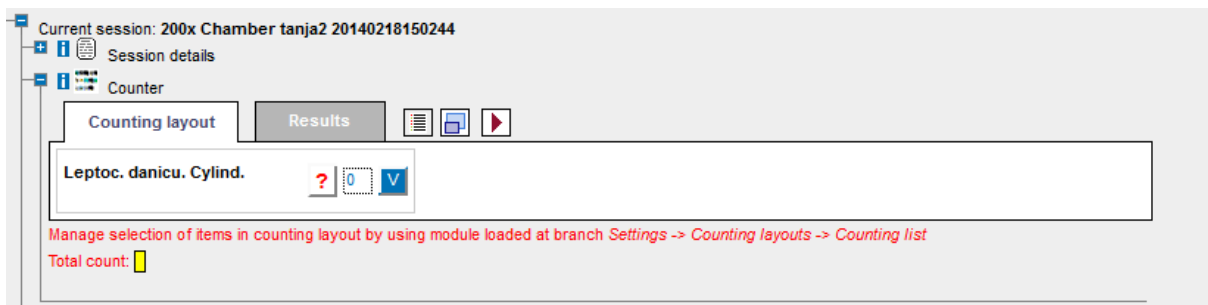 Current session: 200x Chamber tanja2 20140218150244
Session details
Counter
Counting layout Results
Leptoc. danicu. Cylind. ? 0 V
Manage selection of items in counting layout by using module loaded at branch Settings -> Counting layouts -> Counting list
Total count: